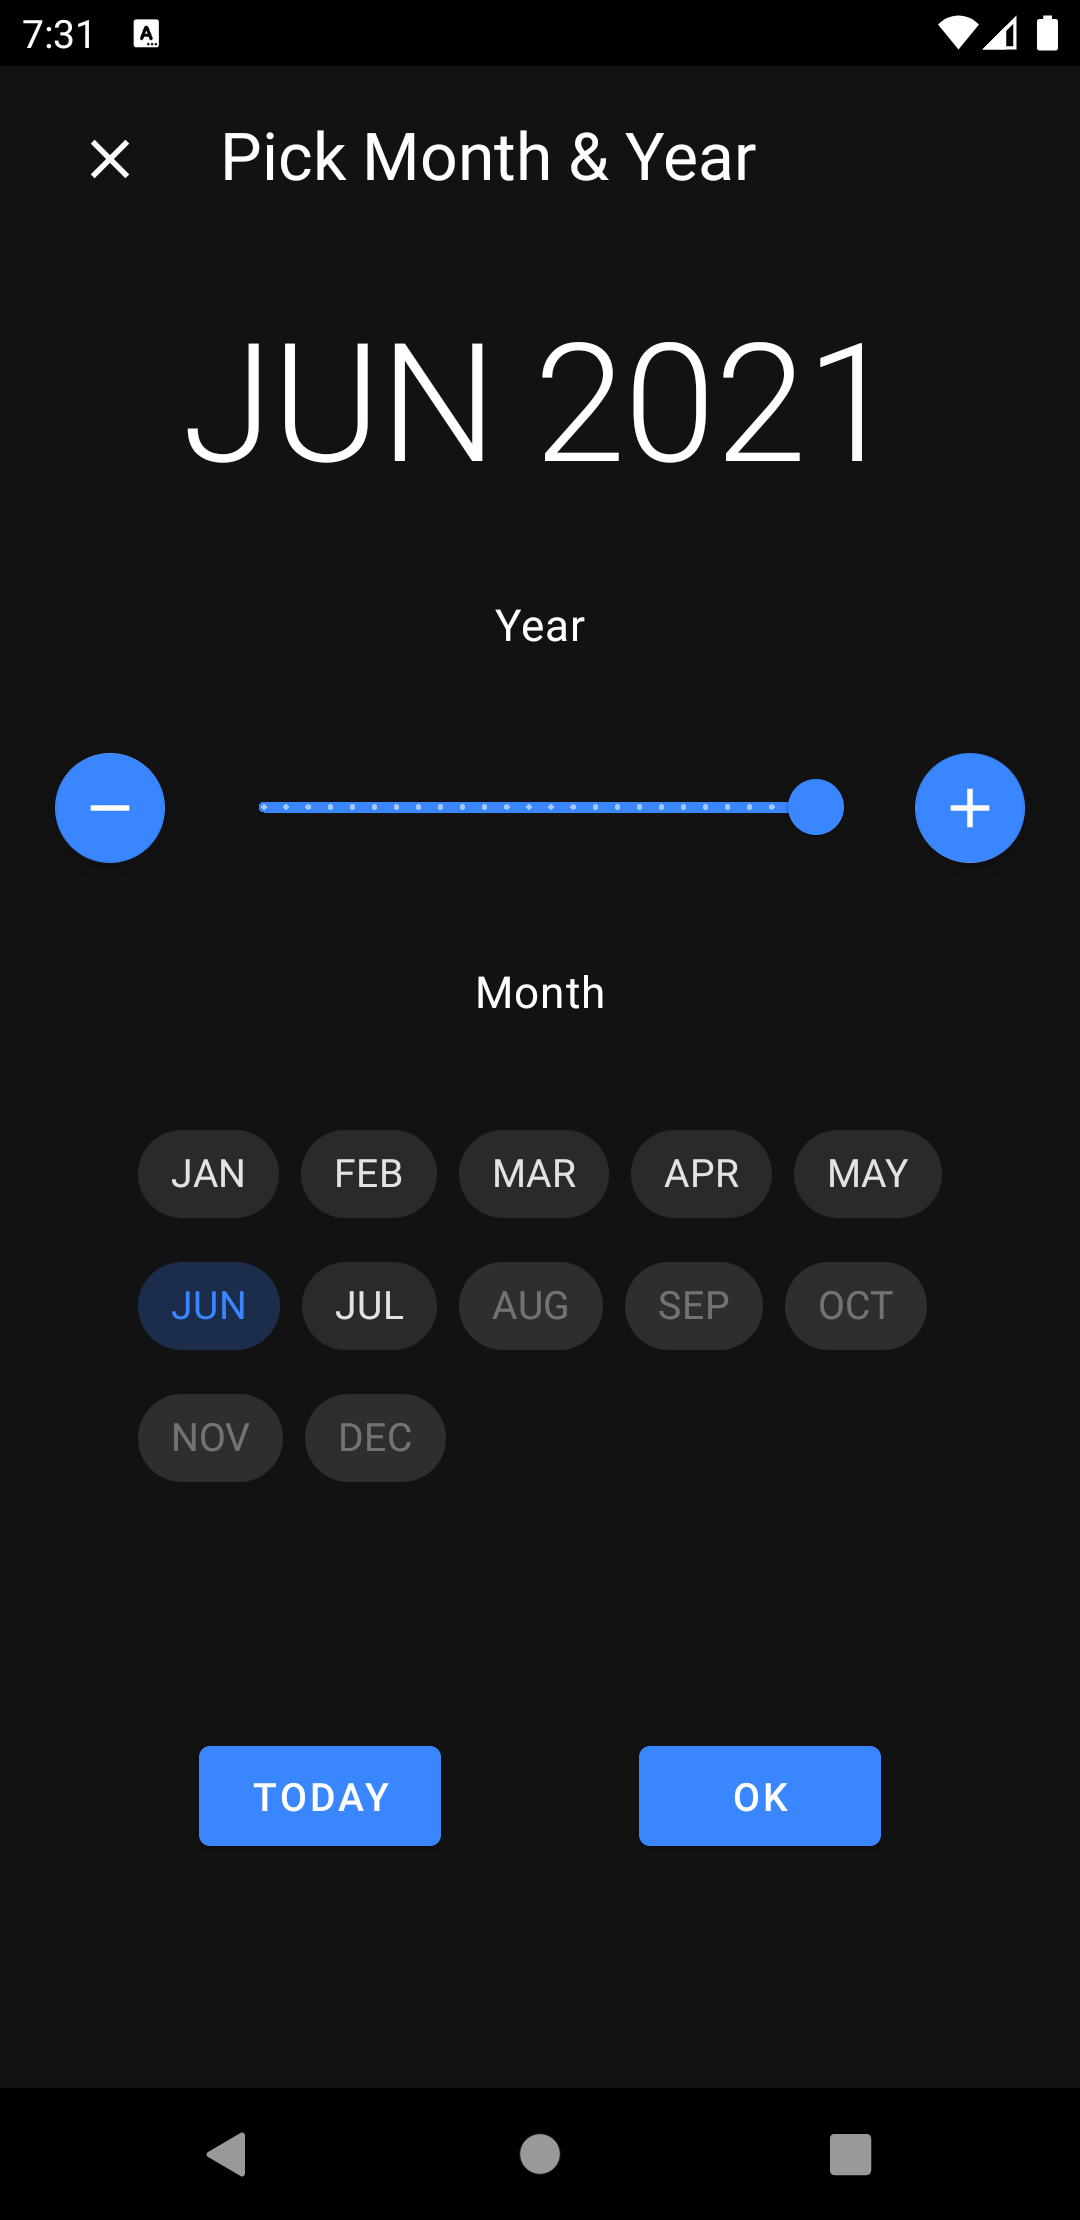 7:31
Pick Month & Year
JUN 2021
Year
Month
JAN FEB MAR APR MAY
JUN JUL AUG SEP OCT
NOV DEC
TODAY OK